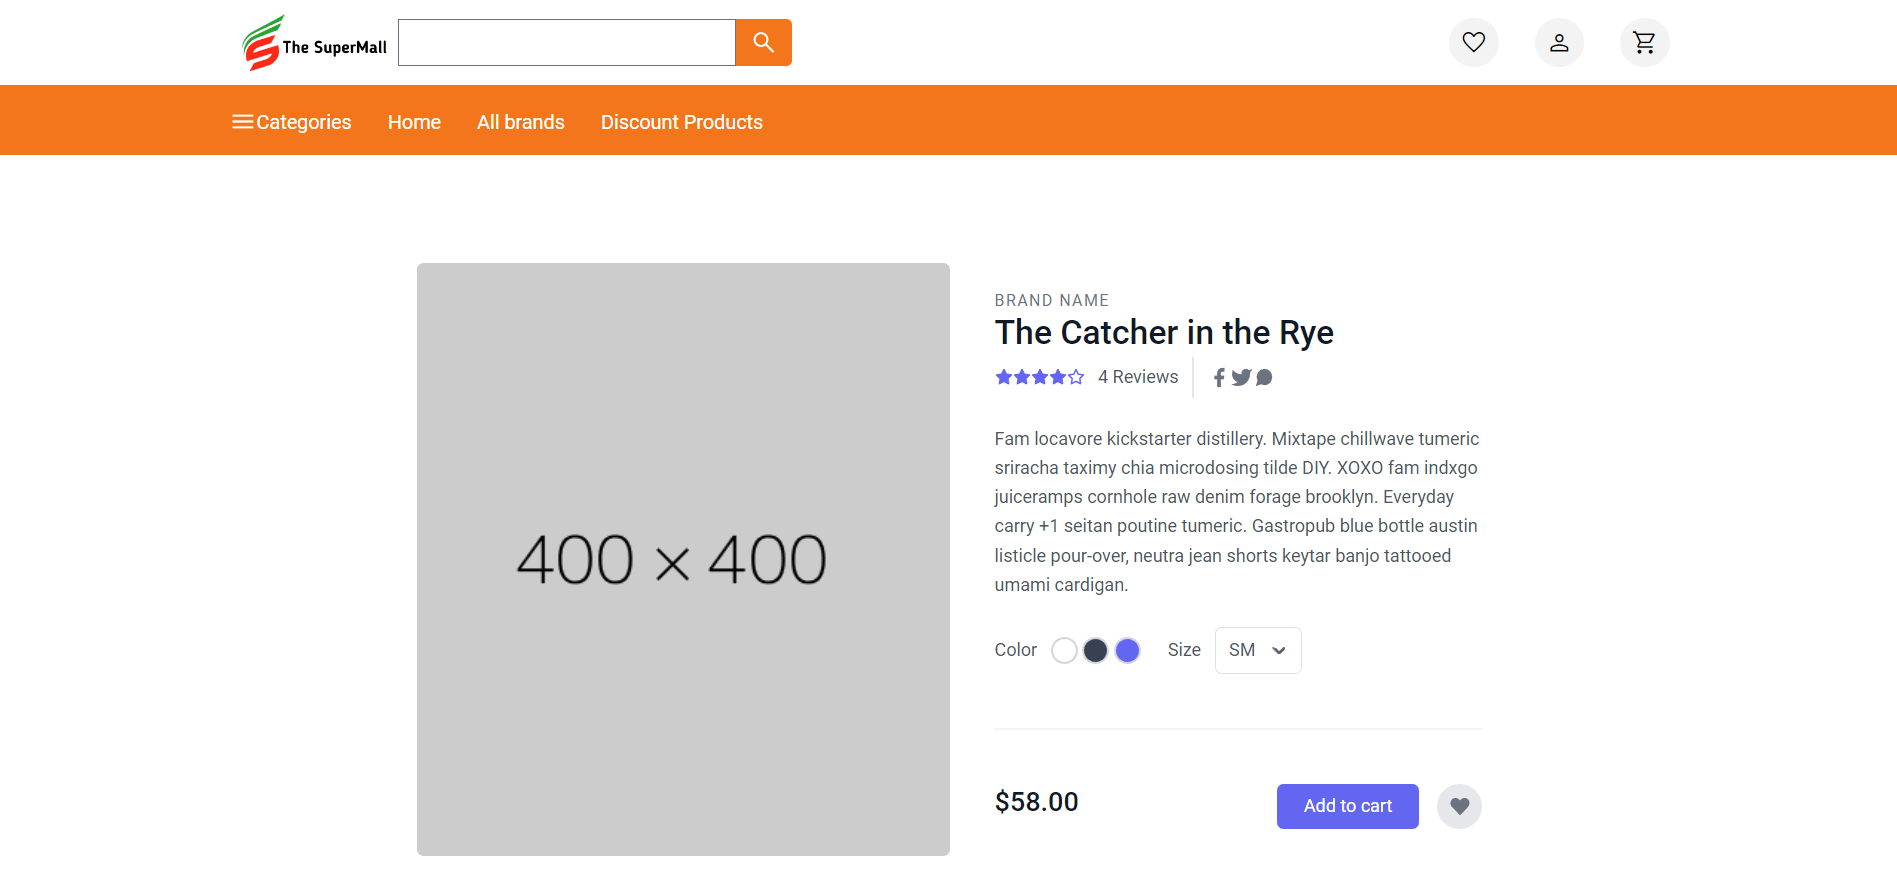 The SuperMall
Categories Home All brands Discount Products
400 × 400
BRAND NAME
The Catcher in the Rye
4 Reviews
Fam locavore kickstarter distillery. Mixtape chillwave tumeric
sriracha taximy chia microdosing tilde DIY. XOXO fam indxgo
juiceramps cornhole raw denim forage brooklyn. Everyday
carry +1 seitan poutine tumeric. Gastropub blue bottle austin
listicle pour-over, neutra jean shorts keytar banjo tattooed
umami cardigan.
Color Size SM
$58.00 Add to cart